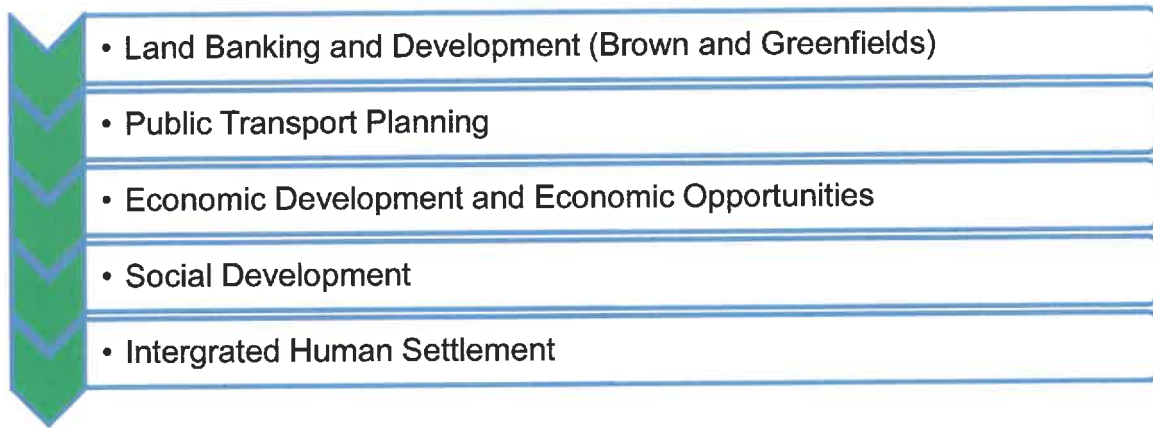 • Land Banking and Development (Brown and Greenfields)
• Public Transport Planning
• Economic Development and Economic Opportunities
• Social Development
• Intergrated Human Settlement